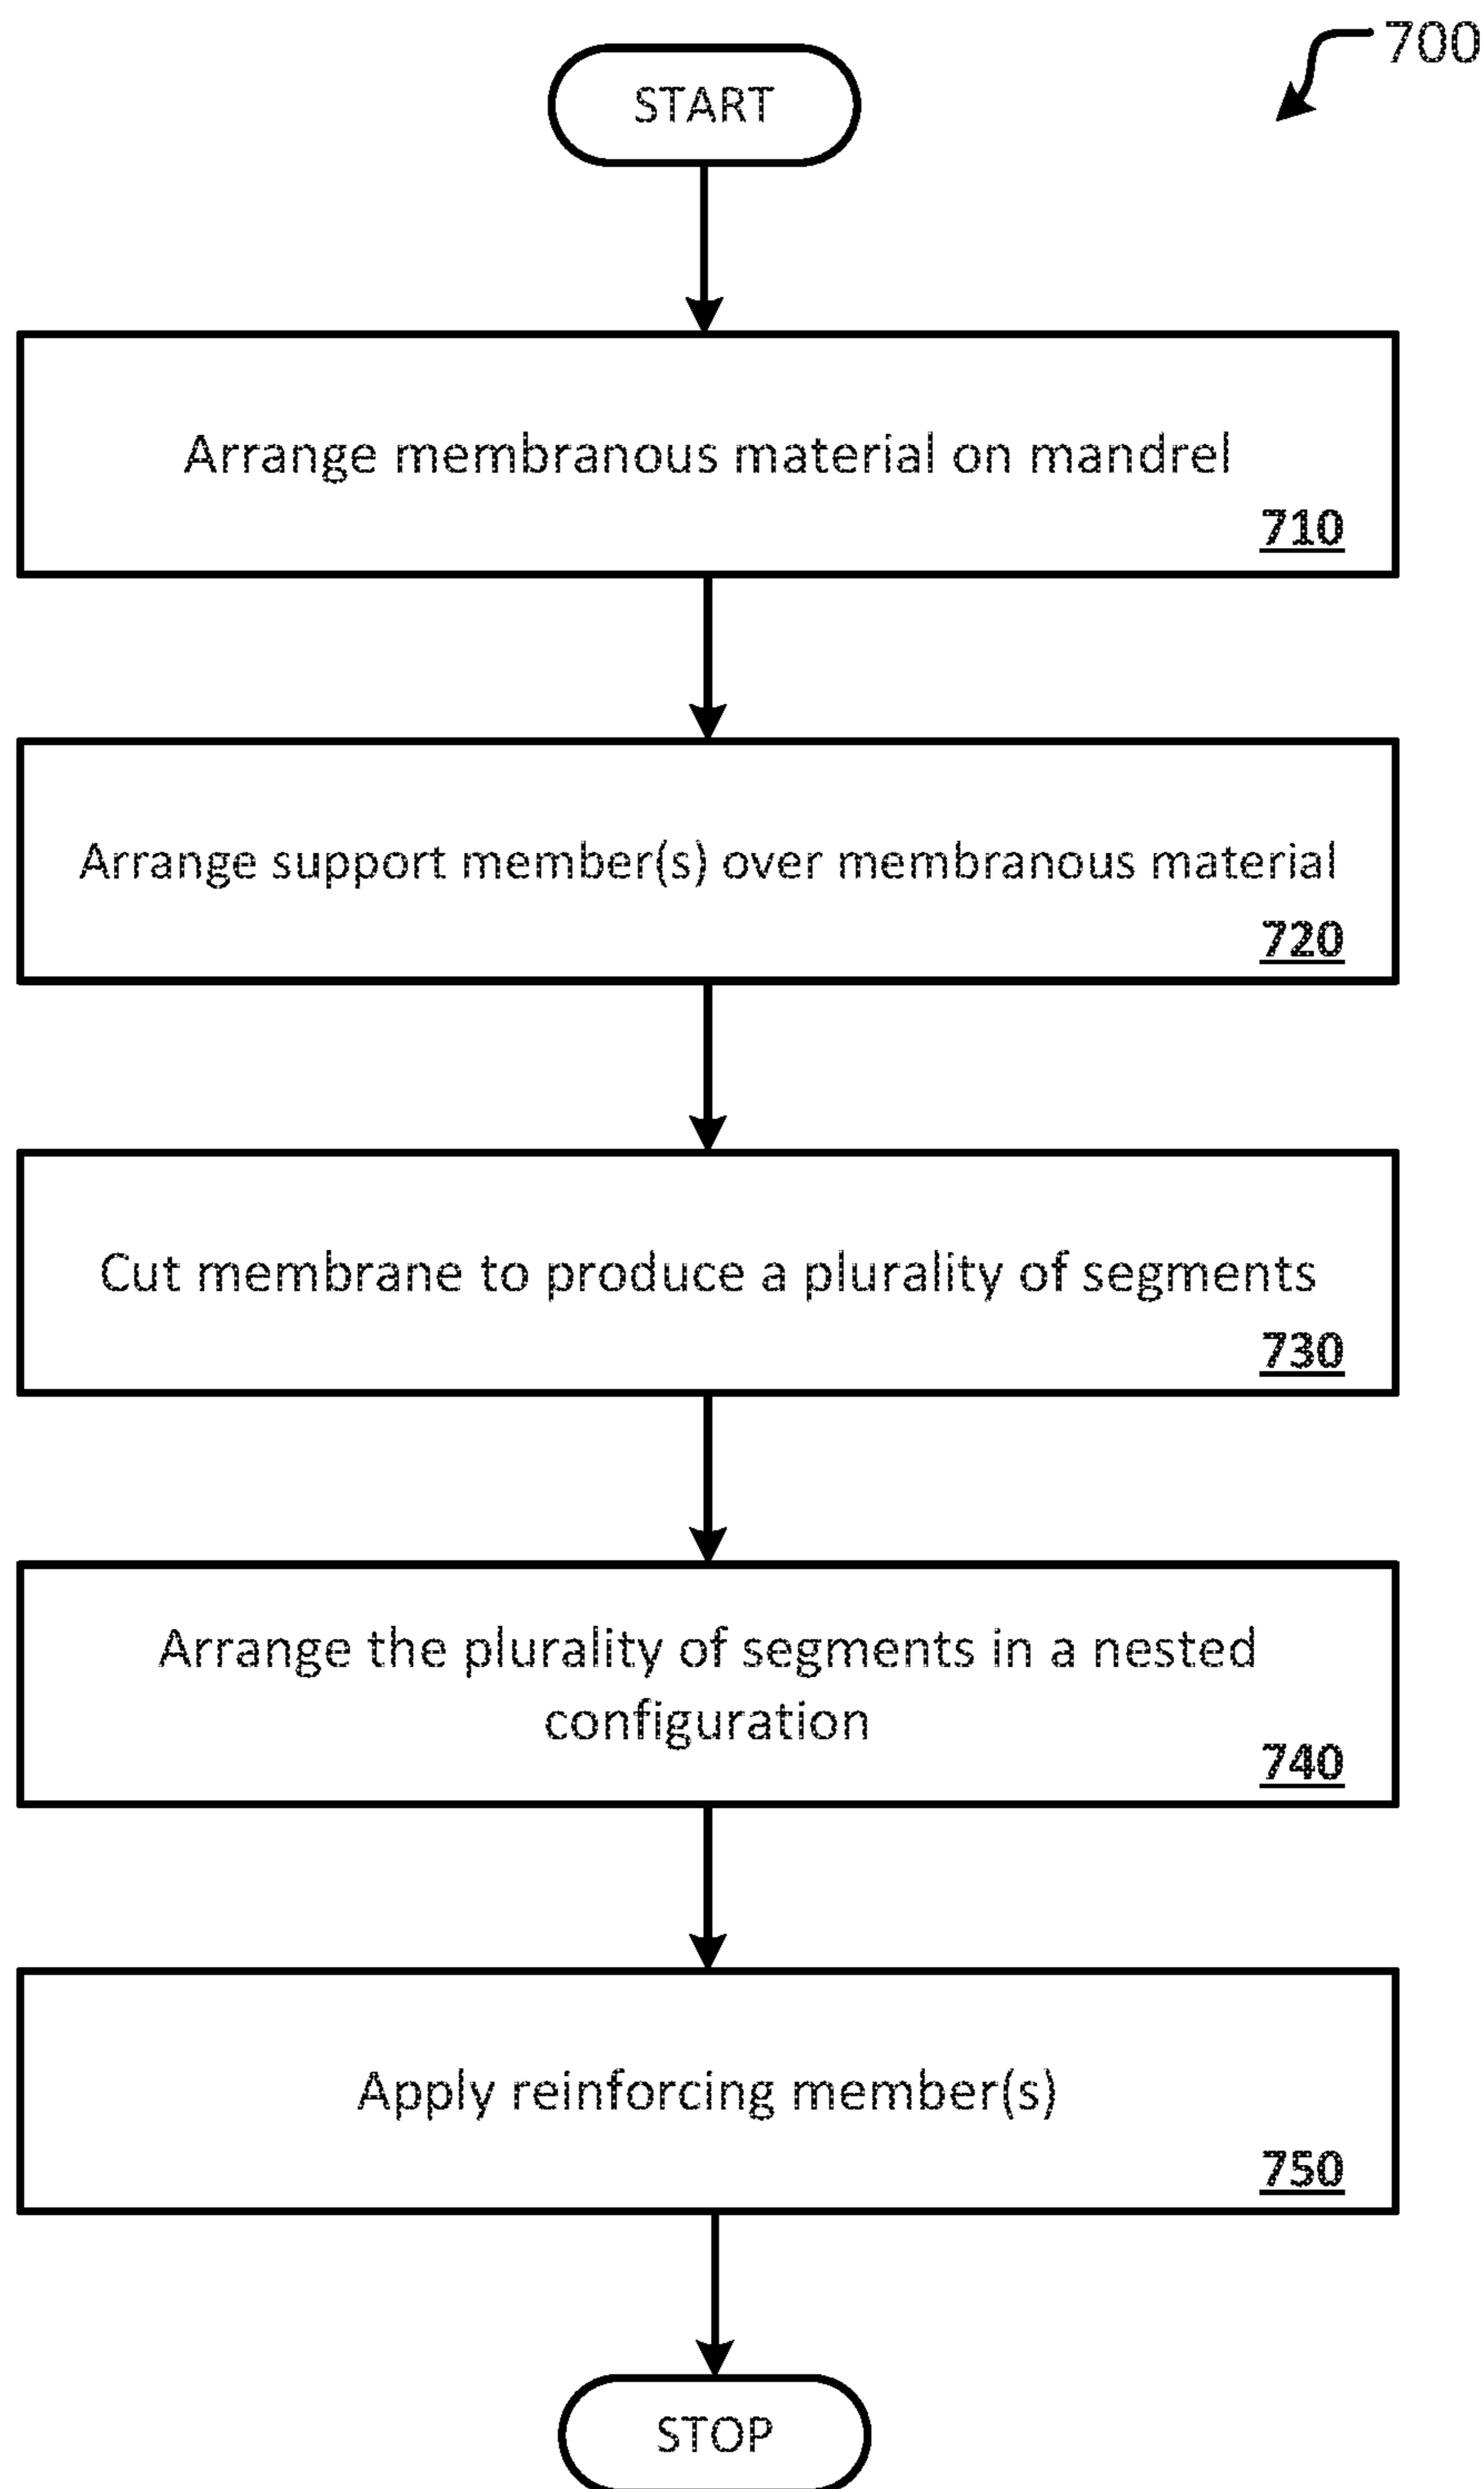 700
START
Arrange membranous material on mandrel
710
Arrange support member(s) over membranous material
720
Cut membrane to produce a plurality of segments
730
Arrange the plurality of segments in a nested
configuration
740
Apply reinforcing member(s)
750
STOP